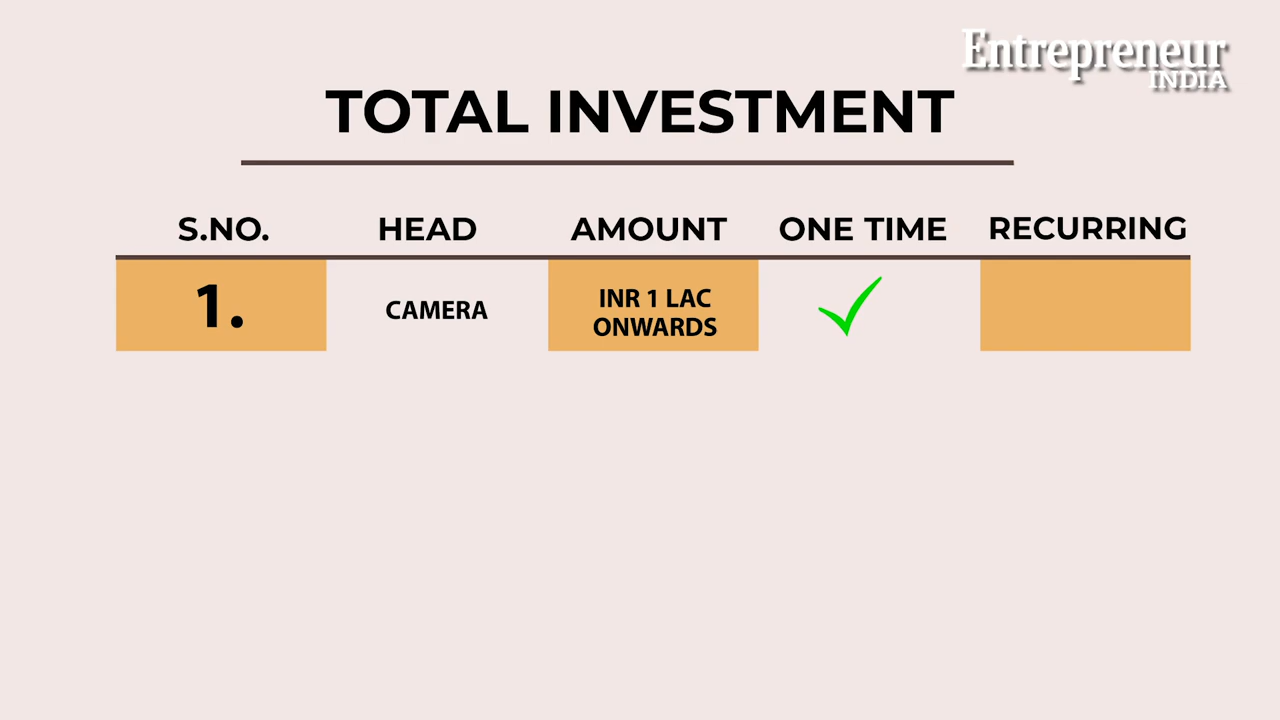 Entrepreneur
INDIA
TOTAL INVESTMENT
S.NO. HEAD AMOUNT ONE TIME RECURRING
1. CAMERA INR 1 LAC
ONWARDS